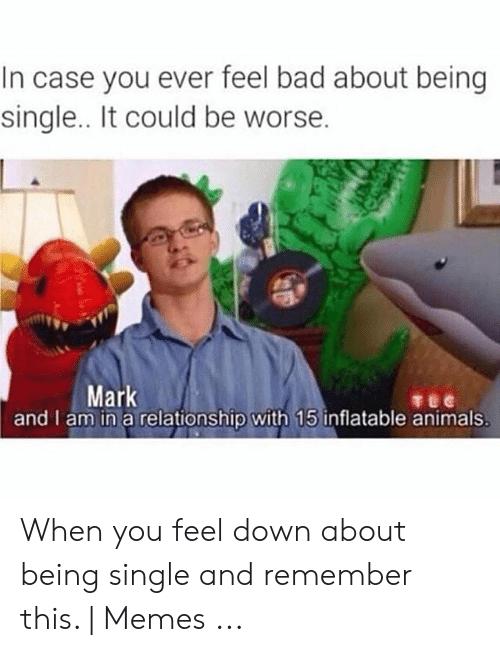 In case you ever feel bad about being
single.. It could be worse.
Mark
TLC
and I am in a relationship with 15 inflatable animals.
When you feel down about
being single and remember
this. | Memes ...